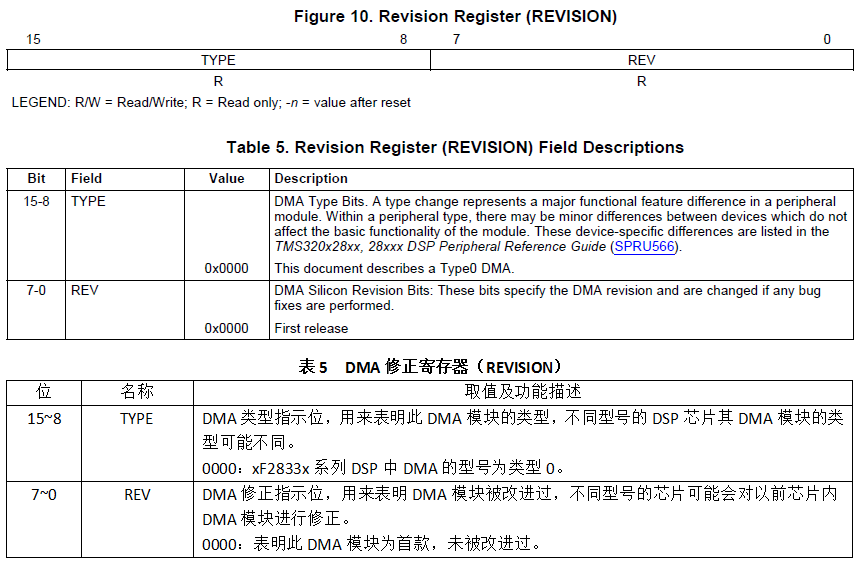 Figure 10. Revision Register (REVISION)
15 8 7 0
TYPE REV
R R
LEGEND: R/W = Read/Write; R = Read only; -n = value after reset
Table 5. Revision Register (REVISION) Field Descriptions
Bit Field Value Description
15-8 TYPE DMA Type Bits. A type change represents a major functional feature difference in a peripheral
module. Within a peripheral type, there may be minor differences between devices which do not
affect the basic functionality of the module. These device-specific differences are listed in the
TMS320x28xx, 28xxx DSP Peripheral Reference Guide (SPRU566).
0x0000 This document describes a Type0 DMA.
7-0 REV DMA Silicon Revision Bits: These bits specify the DMA revision and are changed if any bug
fixes are performed.
0x0000 First release
表 5 DMA 修正寄存器（REVISION）
位 名称 取值及功能描述
15~8 TYPE DMA 类型指示位，用来表明此 DMA 模块的类型，不同型号的 DSP 芯片其 DMA 模块的类
型可能不同。
0000：xF2833x 系列 DSP 中 DMA 的型号为类型 0。
7~0 REV DMA 修正指示位，用来表明 DMA 模块被改进过，不同型号的芯片可能会对以前芯片内
DMA 模块进行修正。
0000：表明此 DMA 模块为首款，未被改进过。